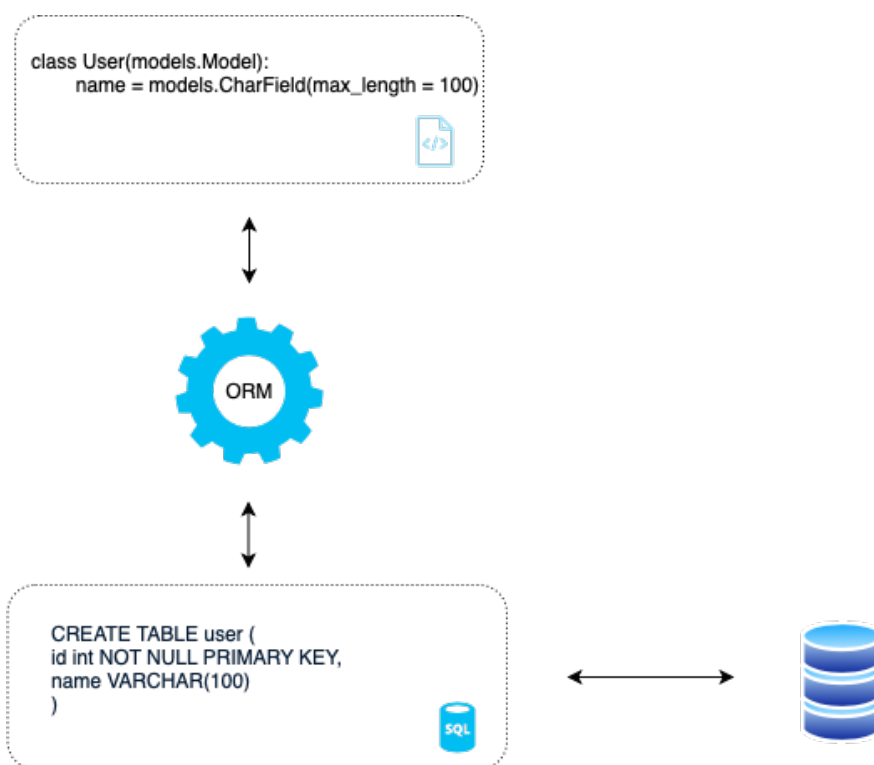 class User(models.Model):
name = models.CharField(max_length = 100)
</>
ORM
CREATE TABLE user (
id int NOT NULL PRIMARY KEY,
name VARCHAR(100)
)
SQL